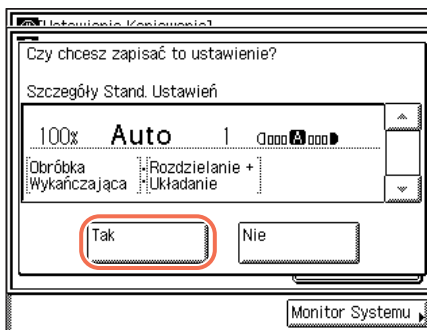 Czy chcesz zapisać to ustawienie?
Szczegóły Stand. Ustawień
100% Auto 1 A
Obróbka Wykańczająca
Rozdzielanie + Układanie
Tak
Nie
Monitor Systemu